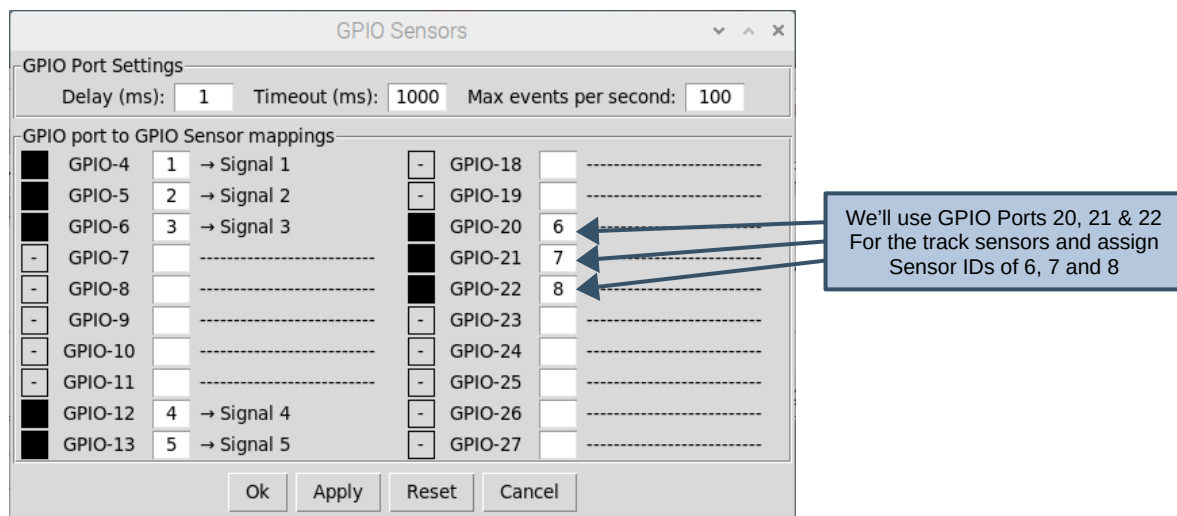 GPIO Sensors
GPIO Port Settings
Delay (ms): 1 Timeout (ms): 1000 Max events per second: 100
GPIO port to GPIO Sensor mappings
GPIO-4 1 → Signal 1 - GPIO-18 ----------------------------
GPIO-5 2 → Signal 2 - GPIO-19 ----------------------------
GPIO-6 3 → Signal 3 GPIO-20 6 ----------------------------
- GPIO-7 ---------------------------- GPIO-21 7 ----------------------------
- GPIO-8 ---------------------------- GPIO-22 8 ----------------------------
- GPIO-9 ---------------------------- - GPIO-23 ----------------------------
- GPIO-10 ---------------------------- - GPIO-24 ----------------------------
- GPIO-11 ---------------------------- - GPIO-25 ----------------------------
GPIO-12 4 → Signal 4 - GPIO-26 ----------------------------
GPIO-13 5 → Signal 5 - GPIO-27 ----------------------------
Ok Apply Reset Cancel
We'll use GPIO Ports 20, 21 & 22
For the track sensors and assign
Sensor IDs of 6, 7 and 8